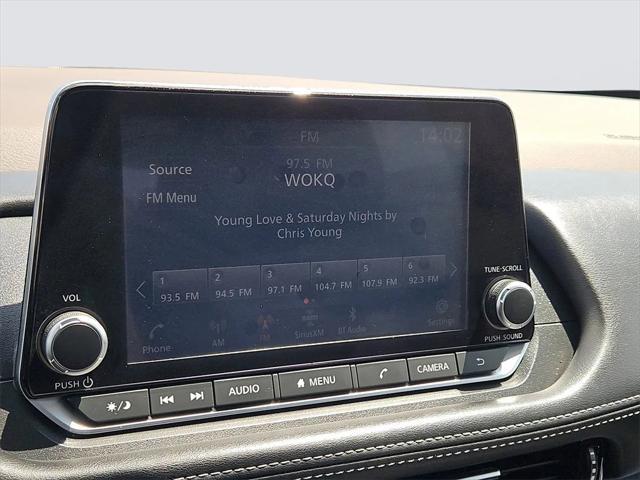 FM
14:02
97.5 FM
WOKQ
Source
FM Menu
Young Love & Saturday Nights by
Chris Young
1 2 3 4 5 6
93.5 FM 94.5 FM 97.1 FM 104.7 FM 107.9 FM 92.3 FM
Phone AM FM SiriusXM BT Audio Settings
VOL
PUSH
TUNE·SCROLL
PUSH SOUND
AUDIO
MENU
CAMERA